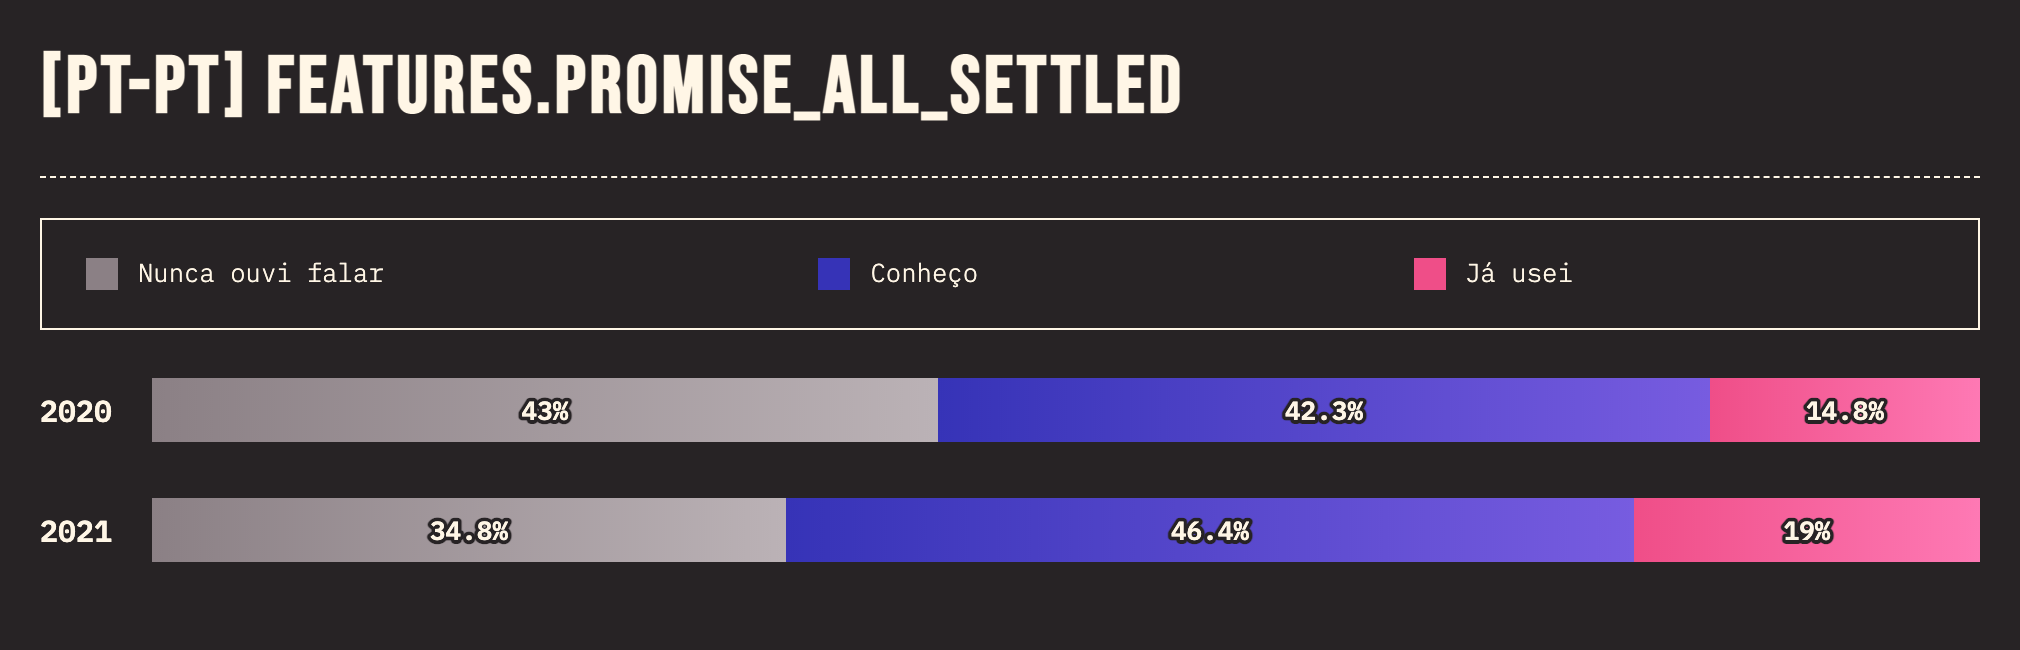 [PT-PT] FEATURES.PROMISE_ALL_SETTLED
Nunca ouvi falar Conheço Já usei
2020 43% 42.3% 14.8%
2021 34.8% 46.4% 19%